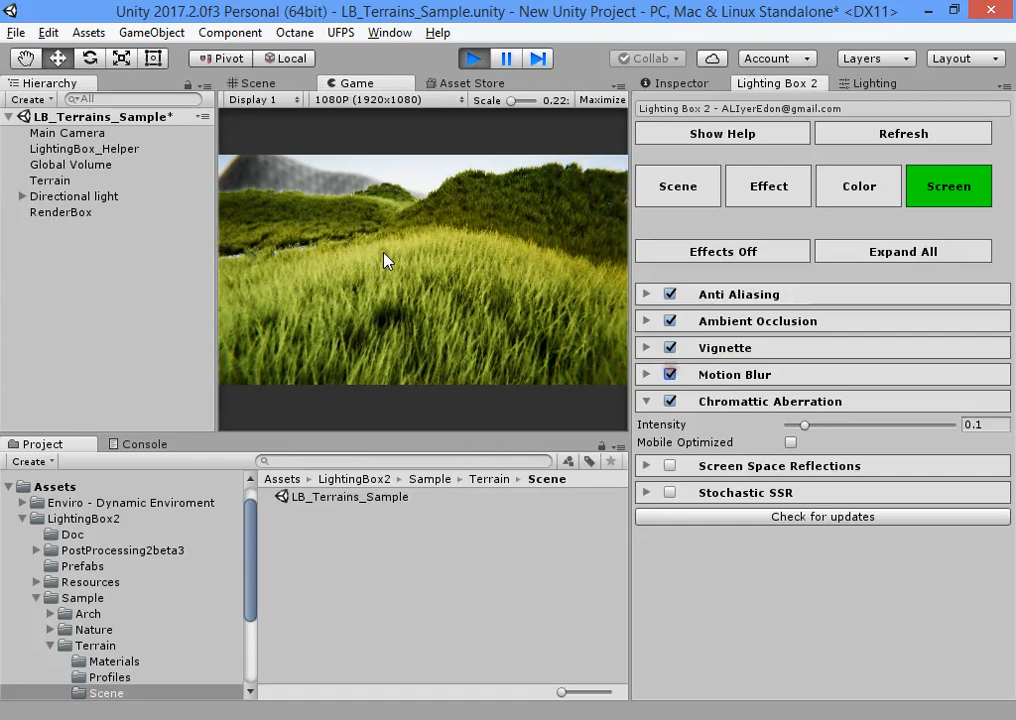 Unity 2017.2.0f3 Personal (64bit) - LB_Terrains_Sample.unity - New Unity Project - PC, Mac & Linux Standalone* <DX11>
File Edit Assets GameObject Component Octane UFPS Window Help
Pivot Local Collab Account Layers Layout
Hierarchy
Create All
LB_Terrains_Sample*
Main Camera
LightingBox_Helper
Global Volume
Terrain
Directional light
RenderBox
Scene Game Asset Store
Display 1 1080P (1920x1080) Scale 0.22: Maximize
Inspector Lighting Box 2 Lighting
Lighting Box 2 - ALIyerEdon@gmail.com
Show Help Refresh
Scene Effect Color Screen
Effects Off Expand All
Anti Aliasing
Ambient Occlusion
Vignette
Motion Blur
Chromattic Aberration
Intensity 0.1
Mobile Optimized
Screen Space Reflections
Stochastic SSR
Check for updates
Project Console
Create
Assets
Enviro - Dynamic Enviroment
LightingBox2
Doc
PostProcessing2beta3
Prefabs
Resources
Sample
Arch
Nature
Terrain
Materials
Profiles
Scene
Assets LightingBox2 Sample Terrain Scene
LB_Terrains_Sample